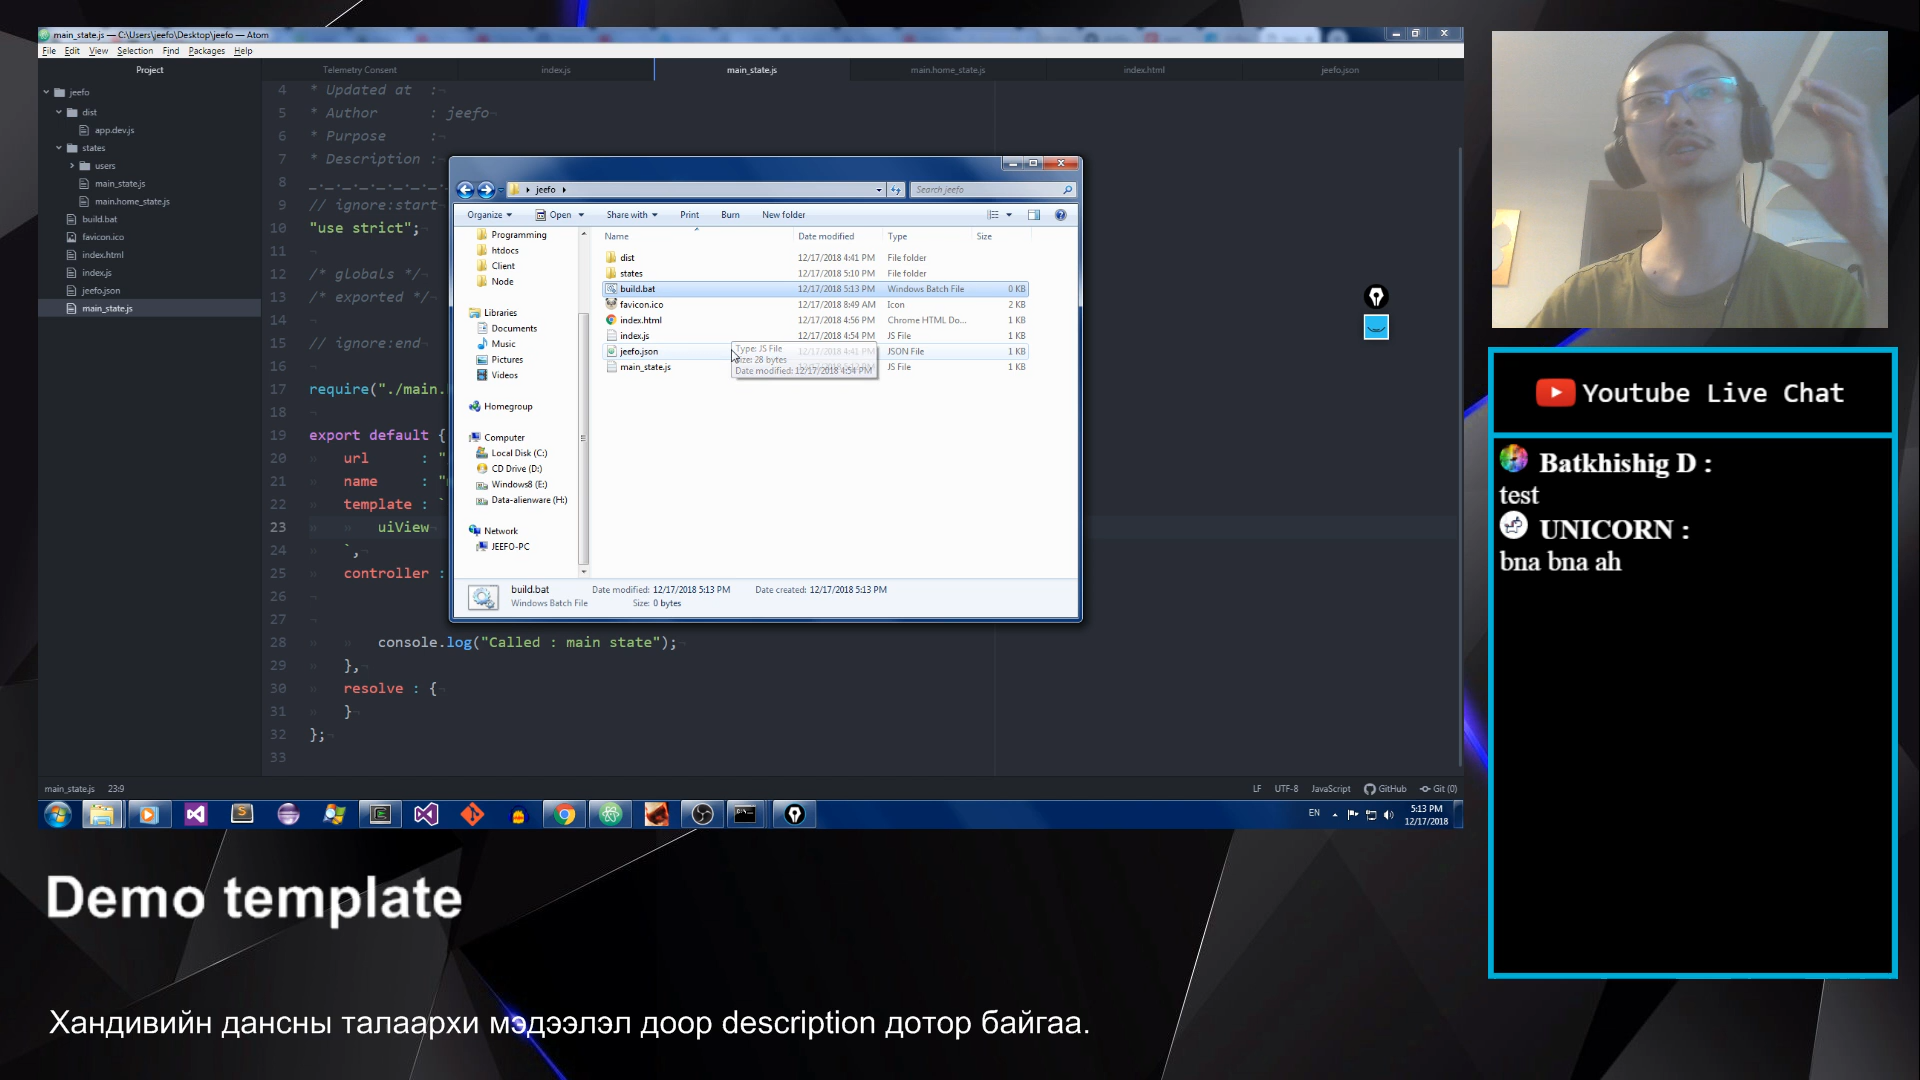 main_state.js — C:\Users\jeefo\Desktop\jeefo — Atom
File Edit View Selection Find Packages Help
Project
Telemetry Consent
index.js
main_state.js
main.home_state.js
index.html
jeefo.json
jeefo
dist
app.dev.js
states
users
main_state.js
main.home_state.js
build.bat
favicon.ico
index.html
index.js
jeefo.json
main_state.js
4 * Updated at :
5 * Author : jeefo
6 * Purpose :
7 * Description :
8
9 // ignore:start
10 "use strict";
11
12 /* globals */
13 /* exported */
14
15 // ignore:end
16
17 require("./main.
18
19 export default {
20 url : "
21 name : "
22 template : `
23 uiView
24 `,
25 controller :
26
27
28 console.log("Called : main state");
29 },
30 resolve : {
31 }
32 };
33
jeefo
Search jeefo
Organize Open Share with Print Burn New folder
Programming
htdocs
Client
Node
Libraries
Documents
Music
Pictures
Videos
Homegroup
Computer
Local Disk (C:)
CD Drive (D:)
Windows8 (E:)
Data-alienware (H:)
Network
JEEFO-PC
Name Date modified Type Size
dist 12/17/2018 4:41 PM File folder
states 12/17/2018 5:10 PM File folder
build.bat 12/17/2018 5:13 PM Windows Batch File 0 KB
favicon.ico 12/17/2018 8:49 AM Icon 2 KB
index.html 12/17/2018 4:56 PM Chrome HTML Do... 1 KB
index.js 12/17/2018 4:54 PM JS File 1 KB
jeefo.json 12/17/2018 4:41 PM JSON File 1 KB
main_state.js JS File 1 KB
Type: JS File
Size: 28 bytes
Date modified: 12/17/2018 4:54 PM
build.bat Date modified: 12/17/2018 5:13 PM Date created: 12/17/2018 5:13 PM
Windows Batch File Size: 0 bytes
main_state.js 23:9
LF UTF-8 JavaScript GitHub Git (0)
EN
5:13 PM
12/17/2018
Youtube Live Chat
Batkhishig D :
test
UNICORN :
bna bna ah
Demo template
Хандивийн дансны талаархи мэдээлэл доор description дотор байгаа.